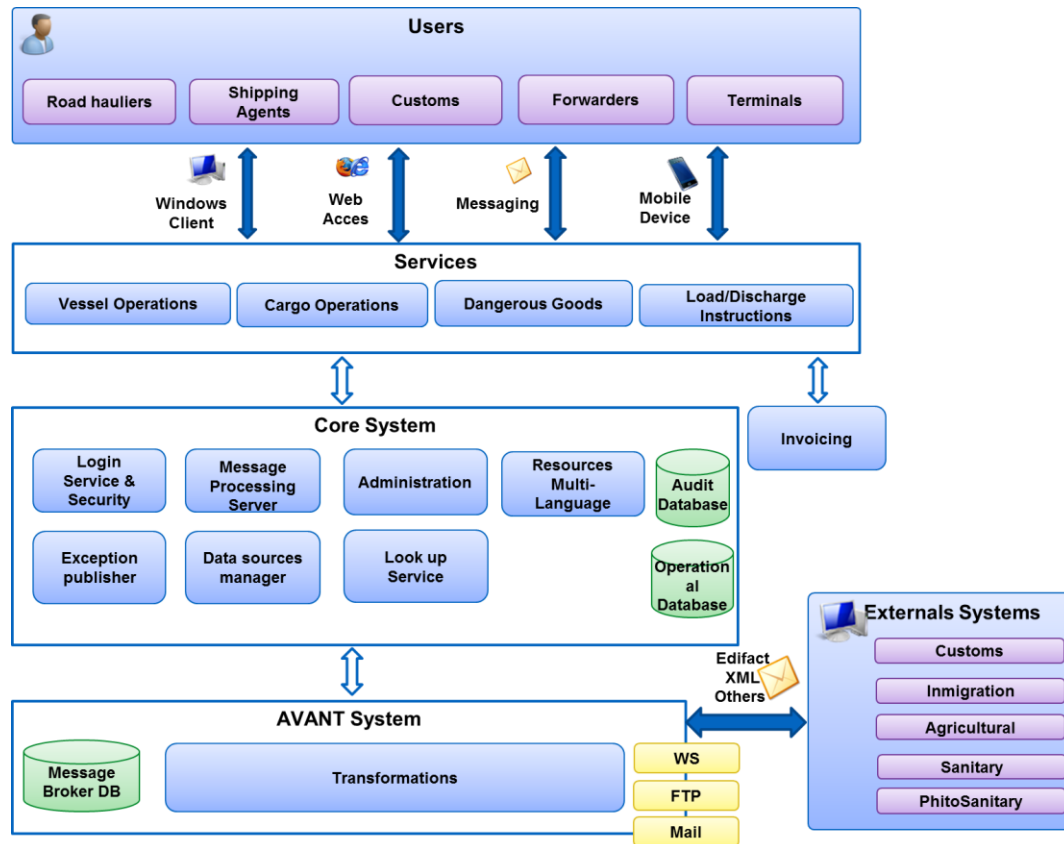 Users
Road hauliers
Shipping
Agents
Customs
Forwarders
Terminals
Windows
Client
Web
Acces
Messaging
Mobile
Device
Services
Vessel Operations
Cargo Operations
Dangerous Goods
Load/Discharge
Instructions
Core System
Invoicing
Login
Service &
Security
Message
Processing
Server
Administration
Resources
Multi-
Language
Audit
Database
Exception
publisher
Data sources
manager
Look up
Service
Operation
al
Database
Externals Systems
Customs
Inmigration
Agricultural
Sanitary
PhitoSanitary
Edifact
XML
Others
AVANT System
Message
Broker DB
Transformations
WS
FTP
Mail